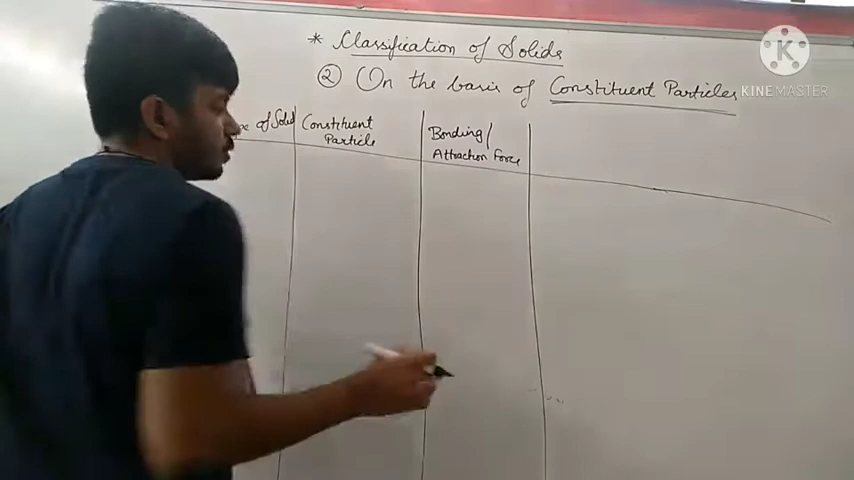 * Classification of Solids
② On the basis of Constituent Particles
of Solid
Constituent
Particle
Bonding/
Attraction Force
KINEMASTER